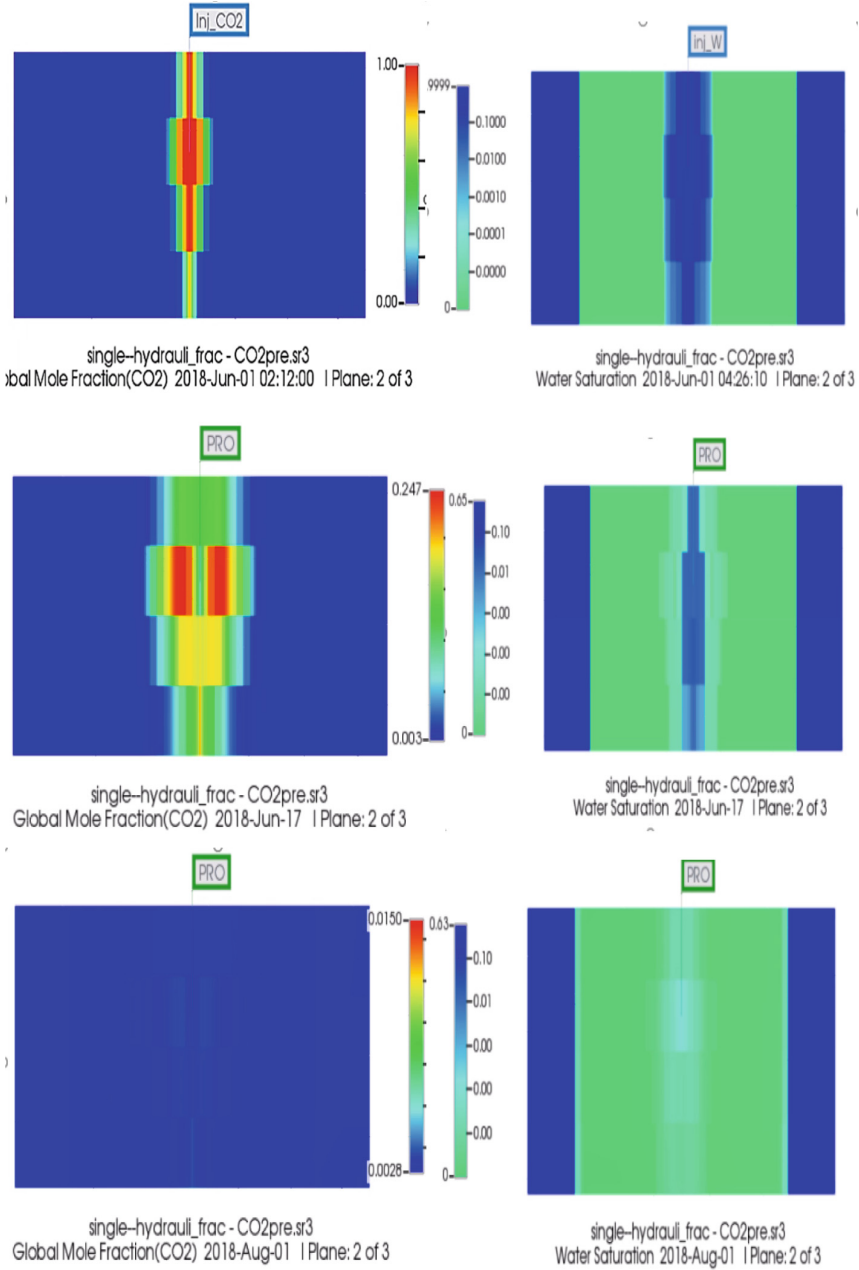 Inj_CO2
inj_W
1.00
0.00
.9999
0.1000
0.0100
0.0010
0.0001
0.0000
0
single--hydrauli_frac - CO2pre.sr3
obal Mole Fraction(CO2) 2018-Jun-01 02:12:00 I Plane: 2 of 3
single--hydrauli_frac - CO2pre.sr3
Water Saturation 2018-Jun-01 04:26:10 I Plane: 2 of 3
PRO
PRO
0.247
0.003
0.65
0.10
0.01
0.00
0.00
0
single--hydrauli_frac - CO2pre.sr3
Global Mole Fraction(CO2) 2018-Jun-17 I Plane: 2 of 3
single--hydrauli_frac - CO2pre.sr3
Water Saturation 2018-Jun-17 I Plane: 2 of 3
PRO
PRO
0.0150
0.0028
0.63
0.10
0.01
0.00
0.00
0.00
0
single--hydrauli_frac - CO2pre.sr3
Global Mole Fraction(CO2) 2018-Aug-01 I Plane: 2 of 3
single--hydrauli_frac - CO2pre.sr3
Water Saturation 2018-Aug-01 I Plane: 2 of 3